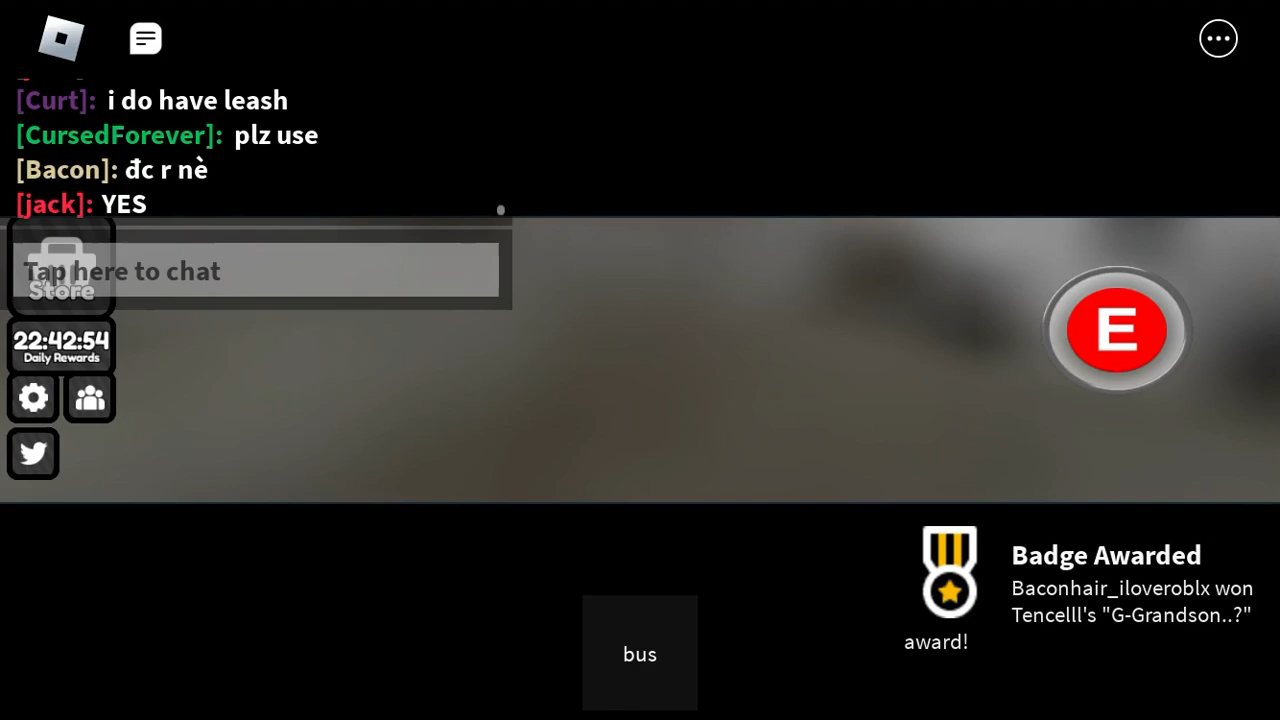 [Curt]: i do have leash
[CursedForever]: plz use
[Bacon]: đc r nè
[jack]: YES
Tap here to chat
Store
22:42:54
Daily Rewards
E
Badge Awarded
Baconhair_iloveroblx won
Tencelll's "G-Grandson..?"
award!
bus